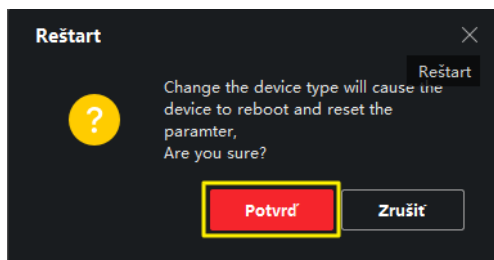 Reštart
Reštart
Change the device type will cause the
device to reboot and reset the
paramter,
Are you sure?
Potvrď
Zrušiť